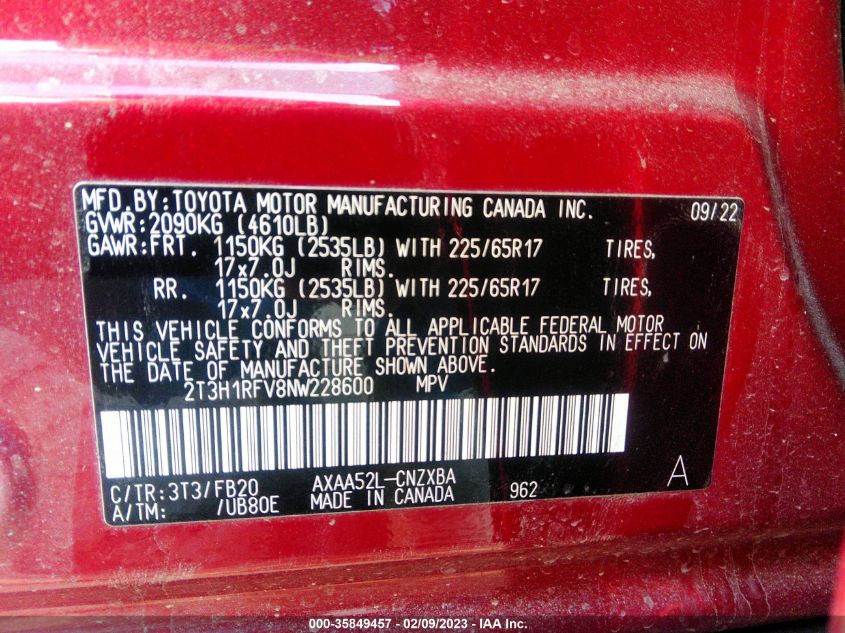 MFD.BY:TOYOTA MOTOR MANUFACTURING CANADA INC. 09/22
GVWR:2090KG (4610LB)
GAWR:FRT. 1150KG (2535LB) WITH 225/65R17 TIRES,
17x7.0J RIMS.
RR. 1150KG (2535LB) WITH 225/65R17 TIRES,
17x7.0J RIMS.
THIS VEHICLE CONFORMS TO ALL APPLICABLE FEDERAL MOTOR
VEHICLE SAFETY AND THEFT PREVENTION STANDARDS IN EFFECT ON
THE DATE OF MANUFACTURE SHOWN ABOVE.
2T3H1RFV8NW228600 MPV
C/TR:3T3/FB20 AXAA52L-CNZXBA A
A/TM: /UB80E MADE IN CANADA 962
000-35849457 - 02/09/2023 - IAA Inc.